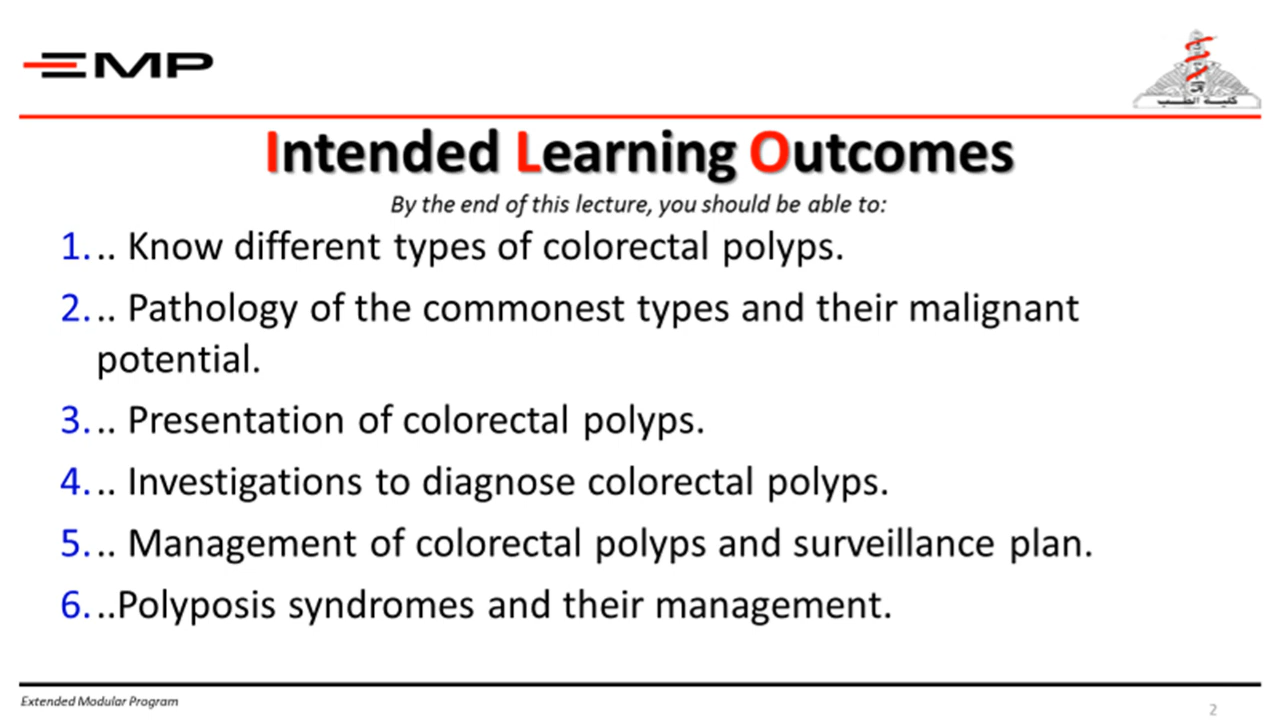 EMP
كلية الطب
Intended Learning Outcomes
By the end of this lecture, you should be able to:
1... Know different types of colorectal polyps.
2... Pathology of the commonest types and their malignant
potential.
3... Presentation of colorectal polyps.
4... Investigations to diagnose colorectal polyps.
5... Management of colorectal polyps and surveillance plan.
6...Polyposis syndromes and their management.
Extended Modular Program
2